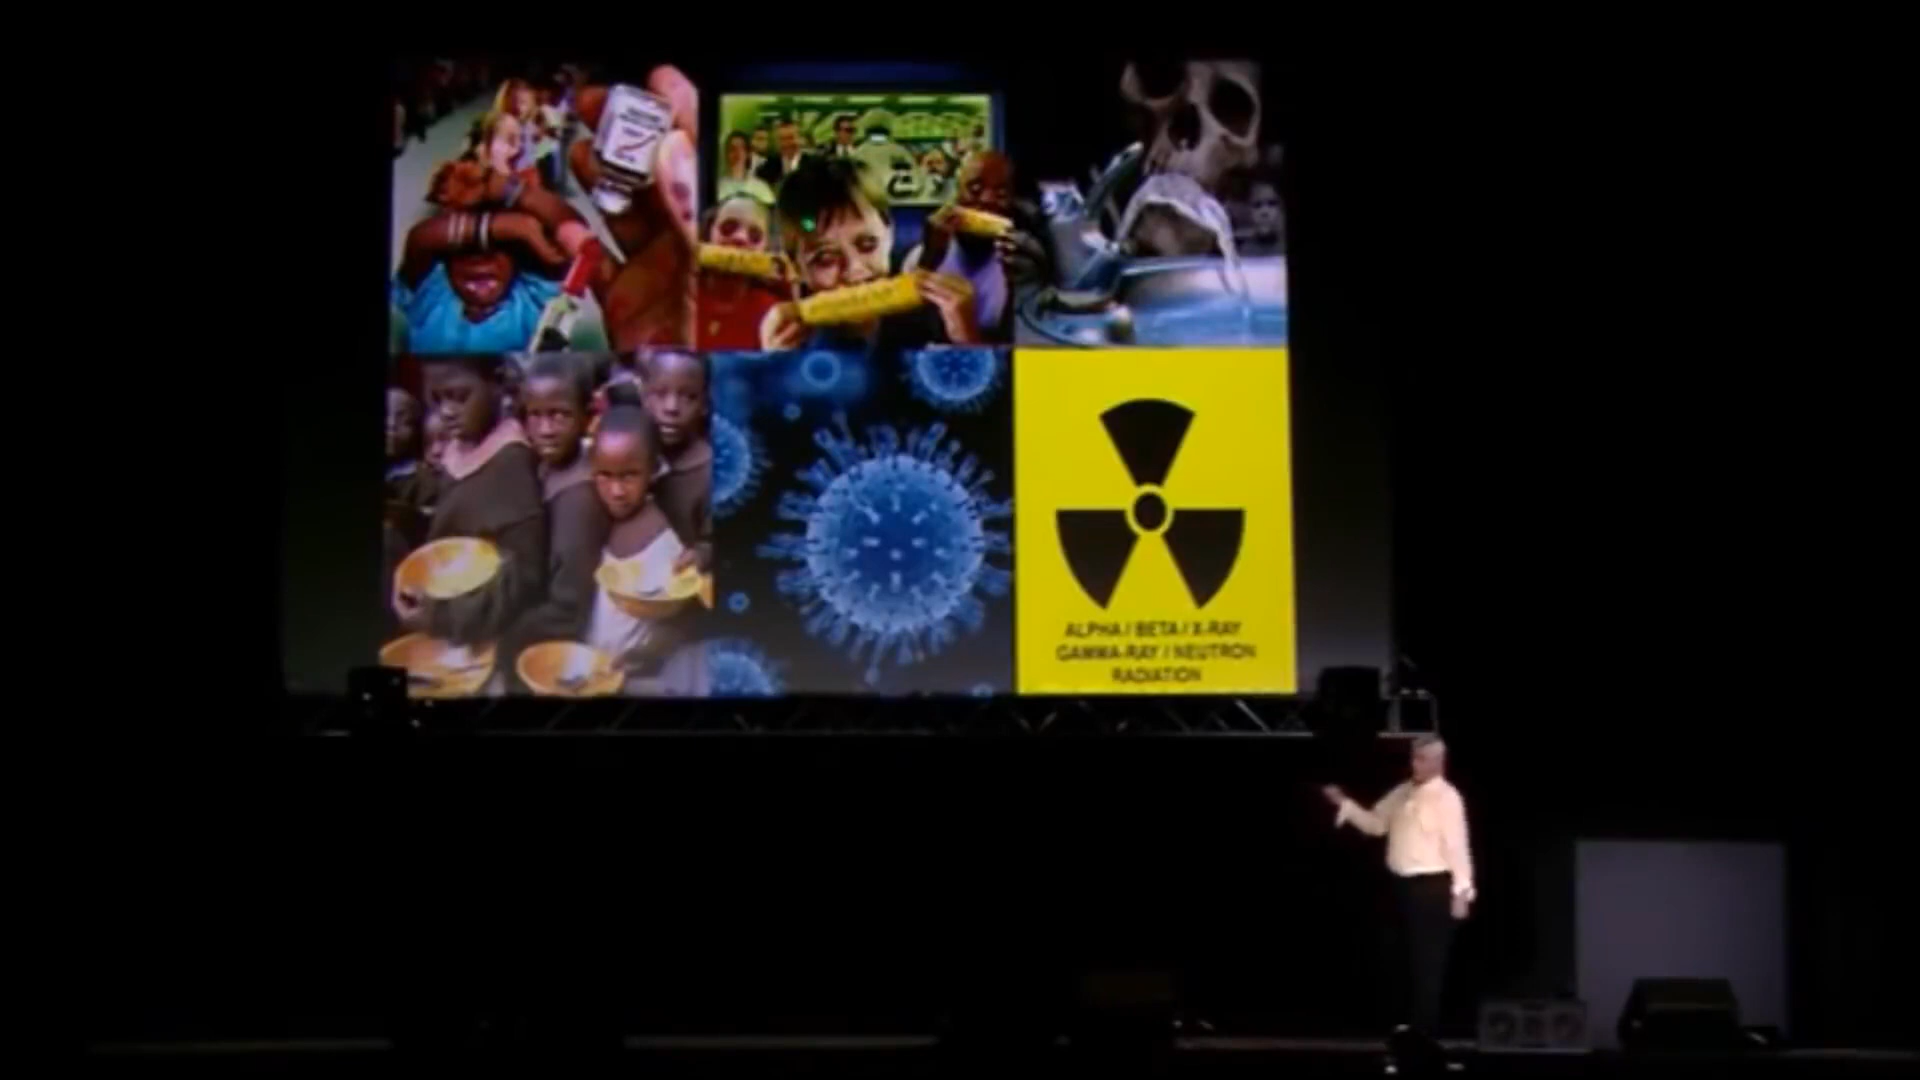 ALPHA / BETA / X-RAY
GAMMA-RAY / NEUTRON
RADIATION